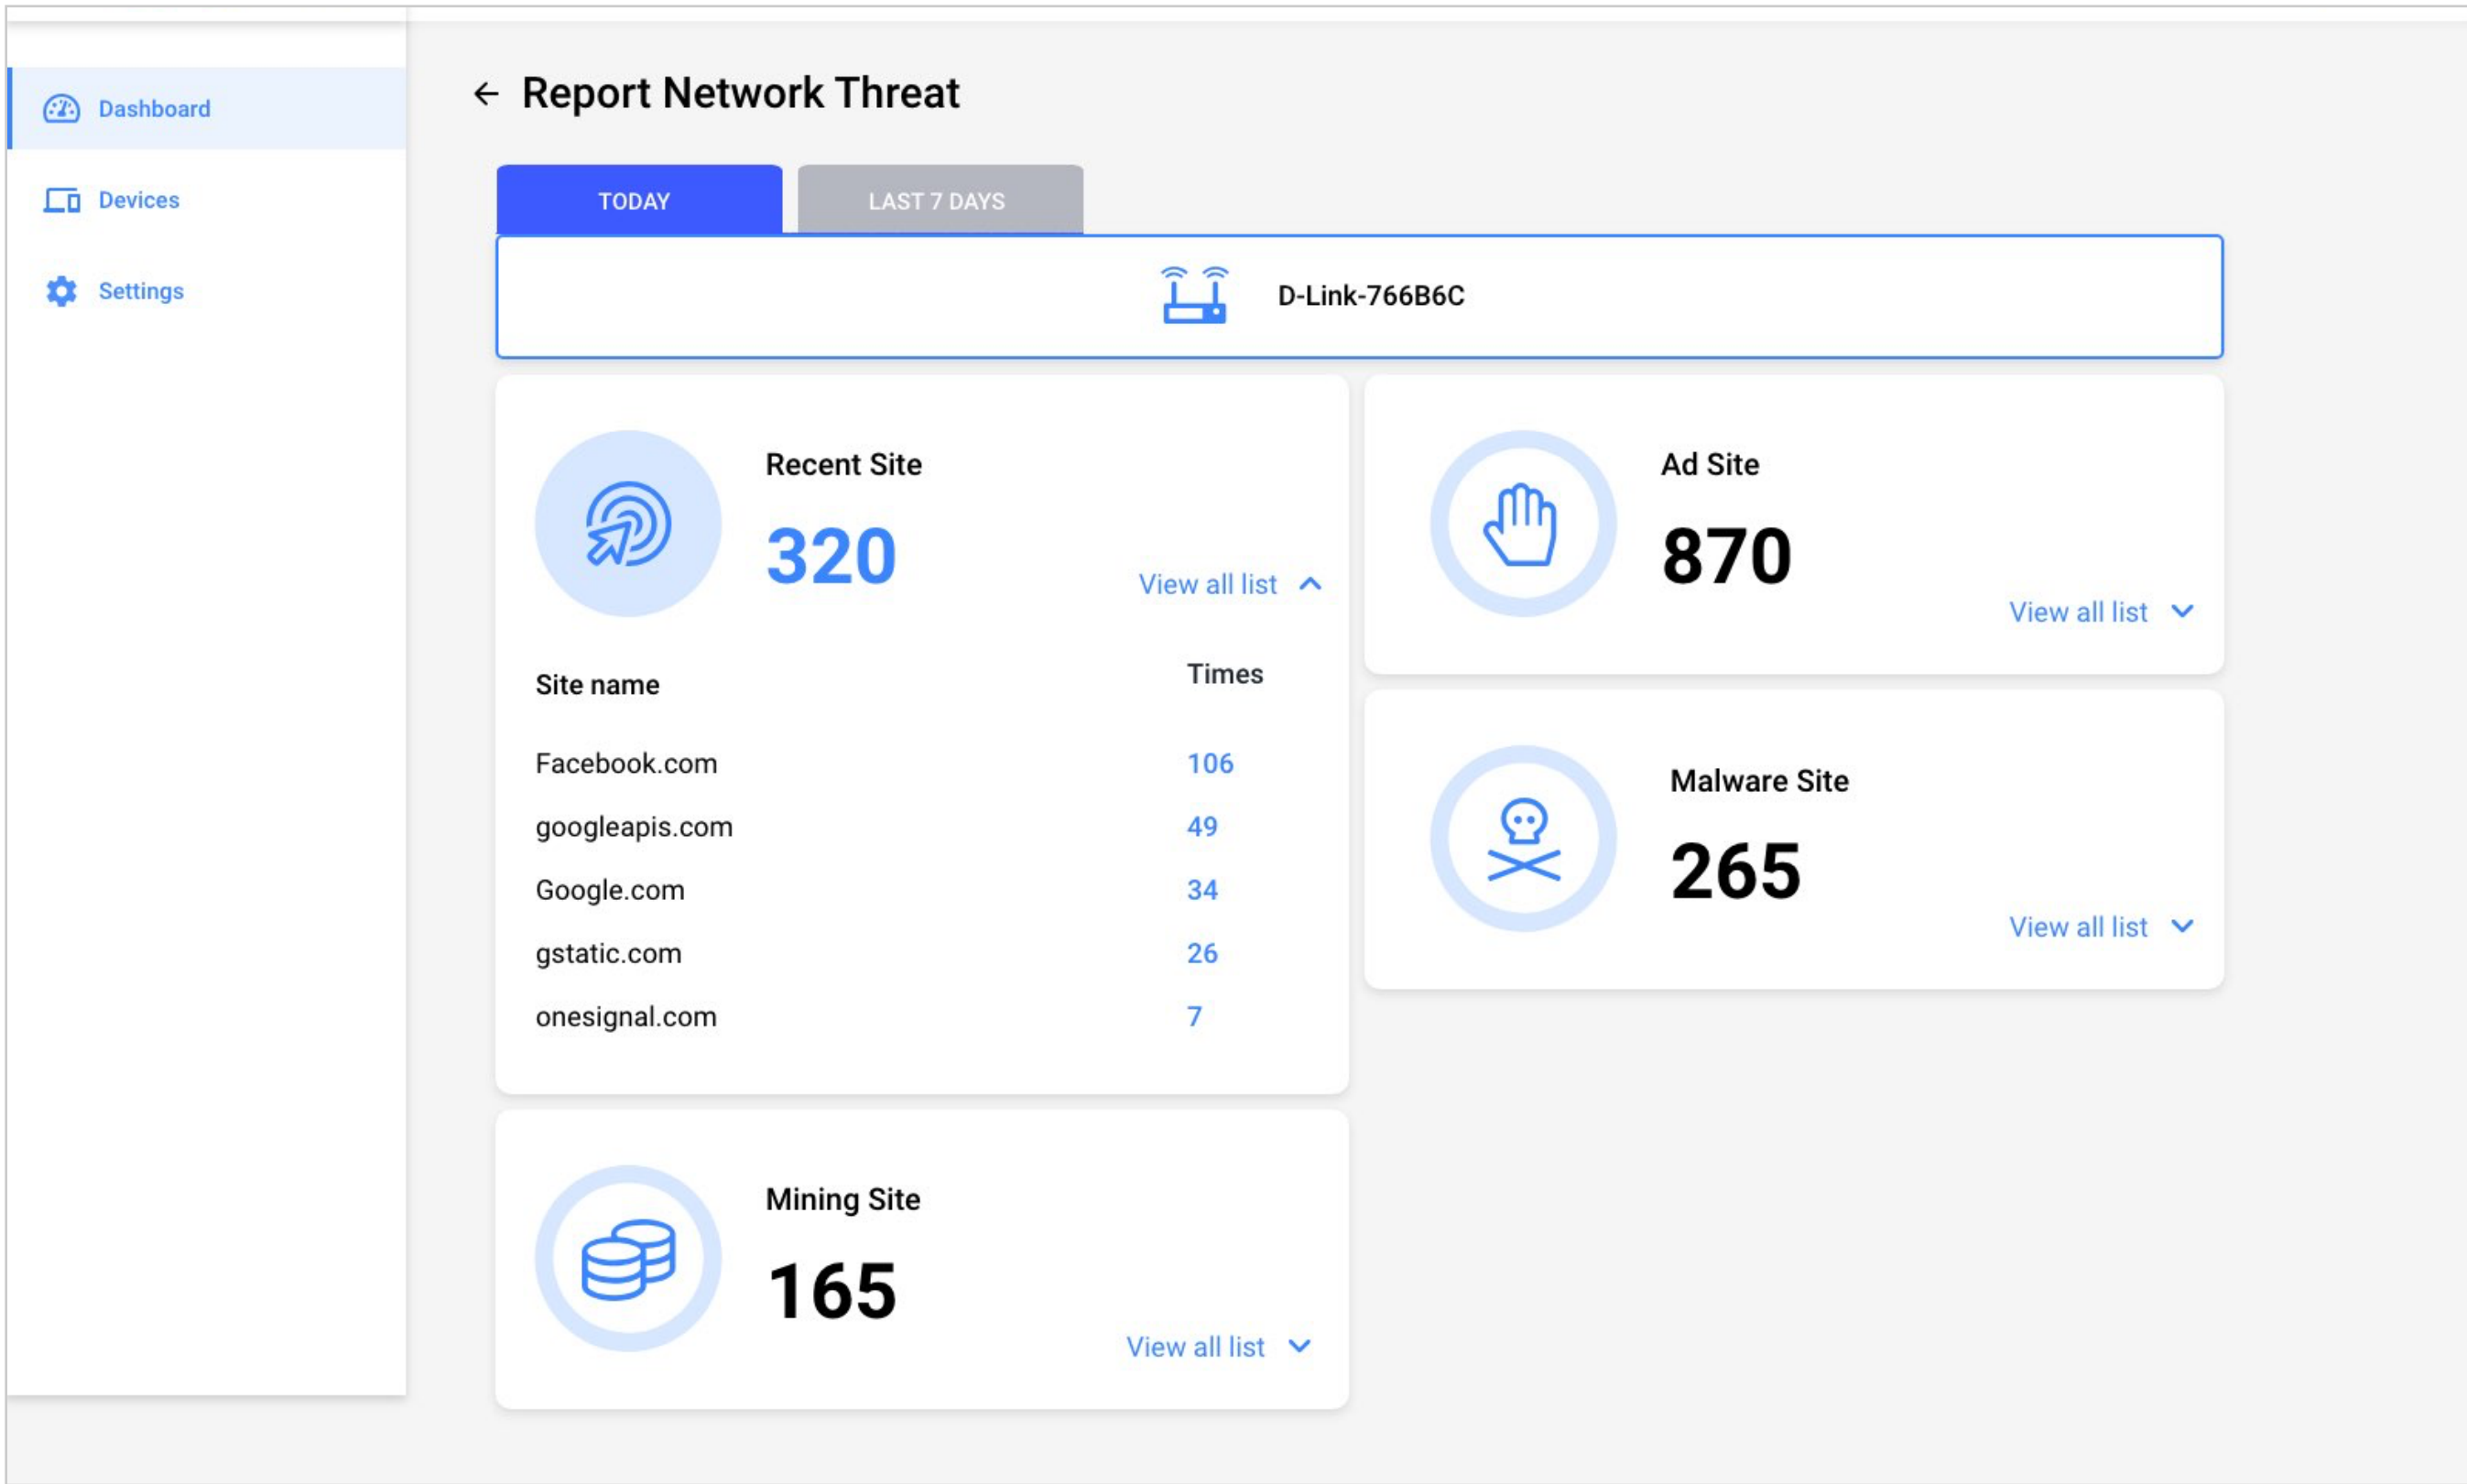 Dashboard
Devices
Settings
Report Network Threat
TODAY
LAST 7 DAYS
D-Link-766B6C
Recent Site
320
View all list
Site name
Times
Facebook.com
106
googleapis.com
49
Google.com
34
gstatic.com
26
onesignal.com
7
Ad Site
870
View all list
Malware Site
265
View all list
Mining Site
165
View all list